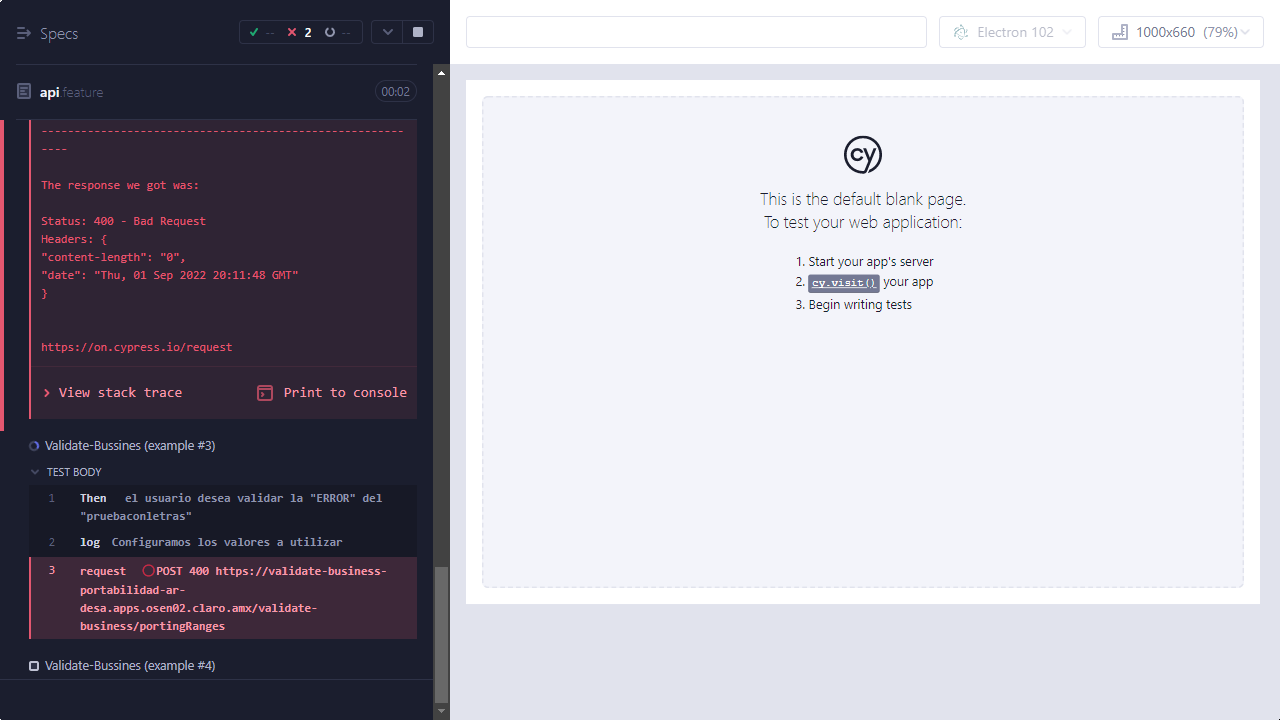 Specs
-- 2 --
api.feature 00:02
-------------------------------------------------------
----
The response we got was:
Status: 400 - Bad Request
Headers: {
"content-length": "0",
"date": "Thu, 01 Sep 2022 20:11:48 GMT"
}
https://on.cypress.io/request
View stack trace Print to console
Validate-Bussines (example #3)
TEST BODY
1 Then el usuario desea validar la "ERROR" del
"pruebaconletras"
2 log Configuramos los valores a utilizar
3 request POST 400 https://validate-business-
portabilidad-ar-
desa.apps.osen02.claro.amx/validate-
business/portingRanges
Validate-Bussines (example #4)
Electron 102
1000x660 (79%)
cy
This is the default blank page.
To test your web application:
1. Start your app's server
2. cy.visit() your app
3. Begin writing tests